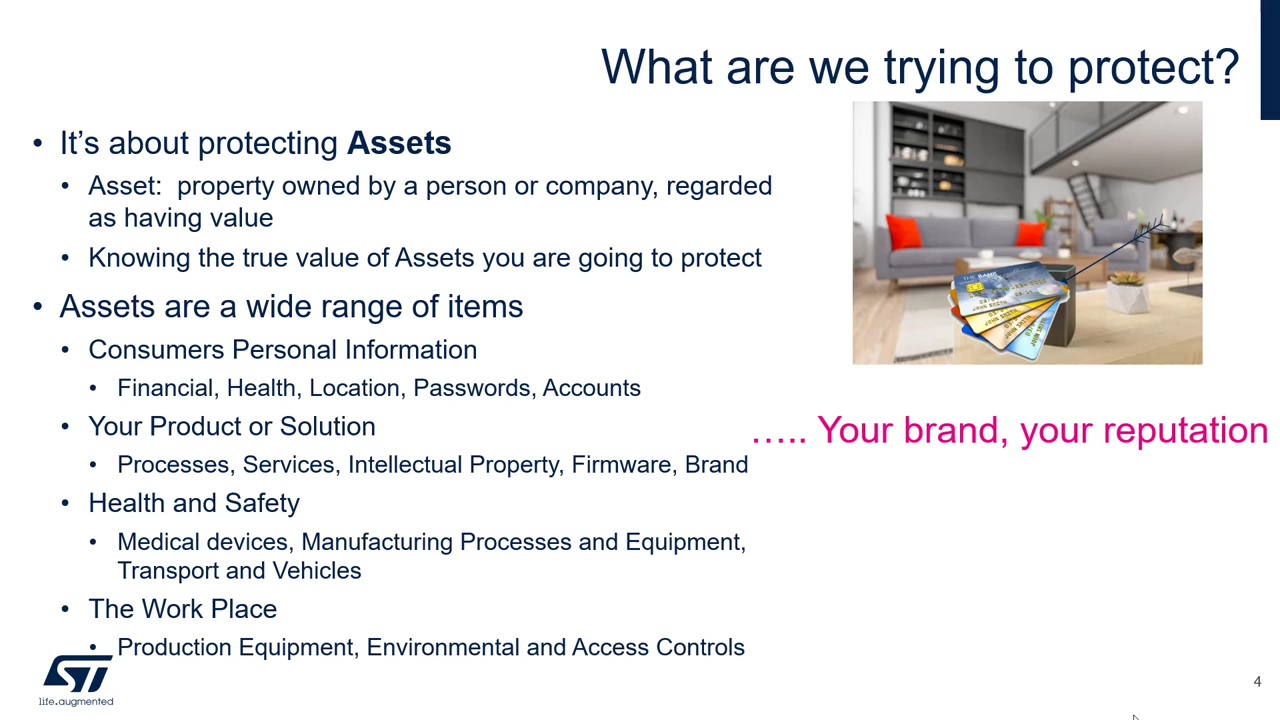 What are we trying to protect?
• It's about protecting Assets
• Asset: property owned by a person or company, regarded
as having value
• Knowing the true value of Assets you are going to protect
• Assets are a wide range of items
• Consumers Personal Information
• Financial, Health, Location, Passwords, Accounts
• Your Product or Solution
• Processes, Services, Intellectual Property, Firmware, Brand
• Health and Safety
• Medical devices, Manufacturing Processes and Equipment,
Transport and Vehicles
• The Work Place
• Production Equipment, Environmental and Access Controls
THE BANK
….. Your brand, your reputation
ST
life.augmented
4